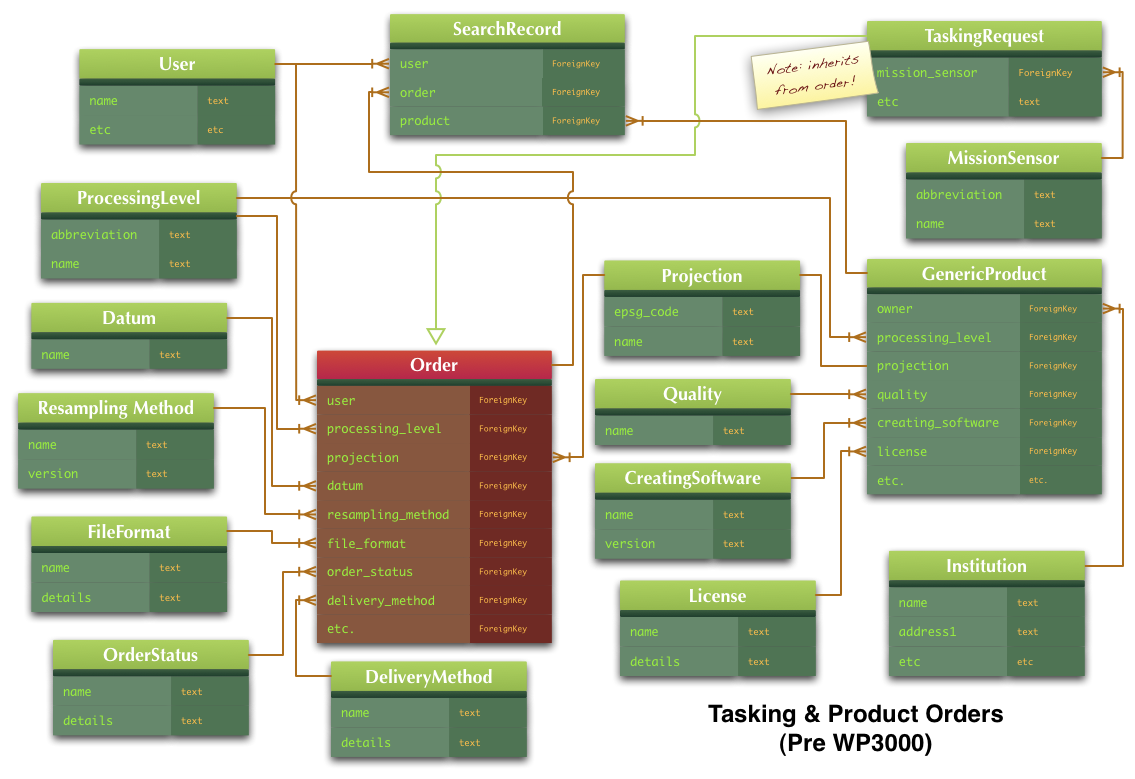 SearchRecord
user ForeignKey
order ForeignKey
product ForeignKey
TaskingRequest
mission_sensor ForeignKey
etc text
Note: inherits
from order!
User
name text
etc etc
MissionSensor
abbreviation text
name text
ProcessingLevel
abbreviation text
name text
Projection
epsg_code text
name text
GenericProduct
owner ForeignKey
processing_level ForeignKey
projection ForeignKey
quality ForeignKey
creating_software ForeignKey
license ForeignKey
etc. etc.
Datum
name text
Order
user ForeignKey
processing_level ForeignKey
projection ForeignKey
datum ForeignKey
resampling_method ForeignKey
file_format ForeignKey
order_status ForeignKey
delivery_method ForeignKey
etc. ForeignKey
Quality
name text
Resampling Method
name text
version text
CreatingSoftware
name text
version text
FileFormat
name text
details text
Institution
name text
address1 text
etc etc
License
name text
details text
OrderStatus
name text
details text
DeliveryMethod
name text
details text
Tasking & Product Orders
(Pre WP3000)